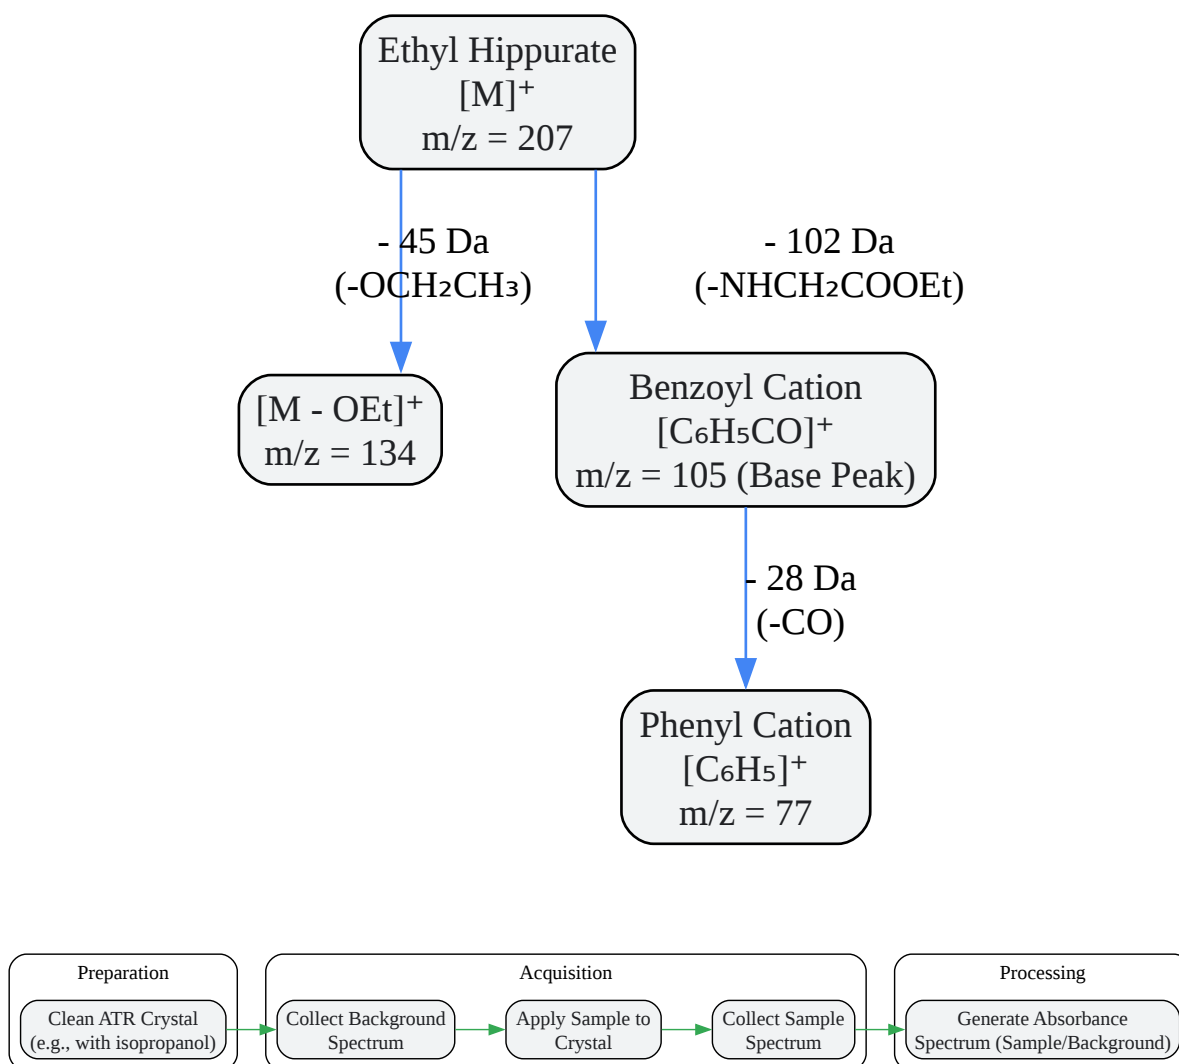 Ethyl Hippurate
[M]⁺
m/z = 207
- 45 Da
(-OCH₂CH₃)
- 102 Da
(-NHCH₂COOEt)
[M - OEt]⁺
m/z = 134
Benzoyl Cation
[C₆H₅CO]⁺
m/z = 105 (Base Peak)
- 28 Da
(-CO)
Phenyl Cation
[C₆H₅]⁺
m/z = 77
Preparation
Clean ATR Crystal
(e.g., with isopropanol)
Acquisition
Collect Background
Spectrum
Apply Sample to
Crystal
Collect Sample
Spectrum
Processing
Generate Absorbance
Spectrum (Sample/Background)